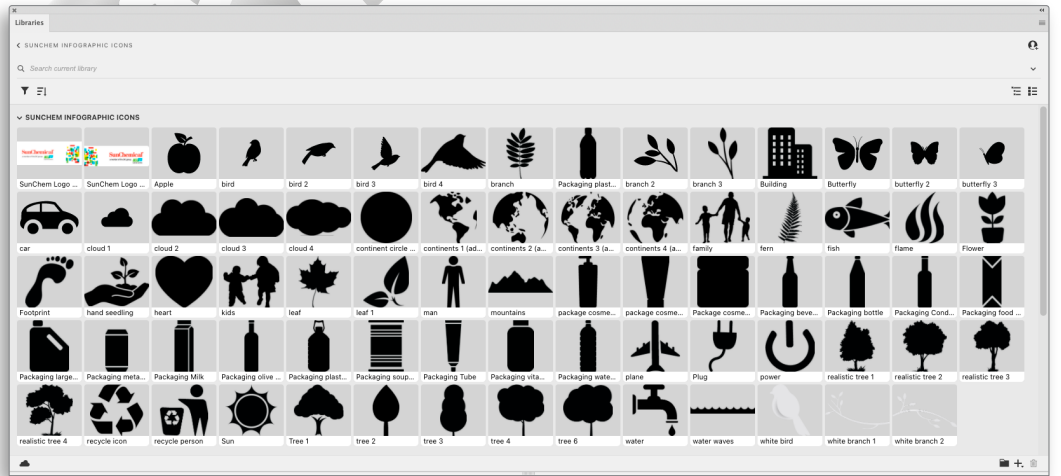 Libraries
SUNCHEM INFOGRAPHIC ICONS
Search current library
SUNCHEM INFOGRAPHIC ICONS
SunChemical SunChemical
SunChem Logo ... SunChem Logo ... Apple bird bird 2 bird 3 bird 4 branch Packaging plast... branch 2 branch 3 Building Butterfly butterfly 2 butterfly 3
car cloud 1 cloud 2 cloud 3 cloud 4 continent circle ... continents 1 (ad... continents 2 (a... continents 3 (a... continents 4 (a... family fern fish flame Flower
Footprint hand seedling heart kids leaf leaf 1 man mountains package cosme... package cosme... Package cosme... Packaging beve... Packaging bottle Packaging Cond... Packaging food ...
Packaging large... Packaging meta... Packaging Milk Packaging olive ... Packaging plast... Packaging soup... Packaging Tube Packaging vita... Packaging wate... plane Plug power realistic tree 1 realistic tree 2 realistic tree 3
realistic tree 4 recycle icon recycle person Sun Tree 1 tree 2 tree 3 tree 4 tree 6 water water waves white bird white branch 1 white branch 2